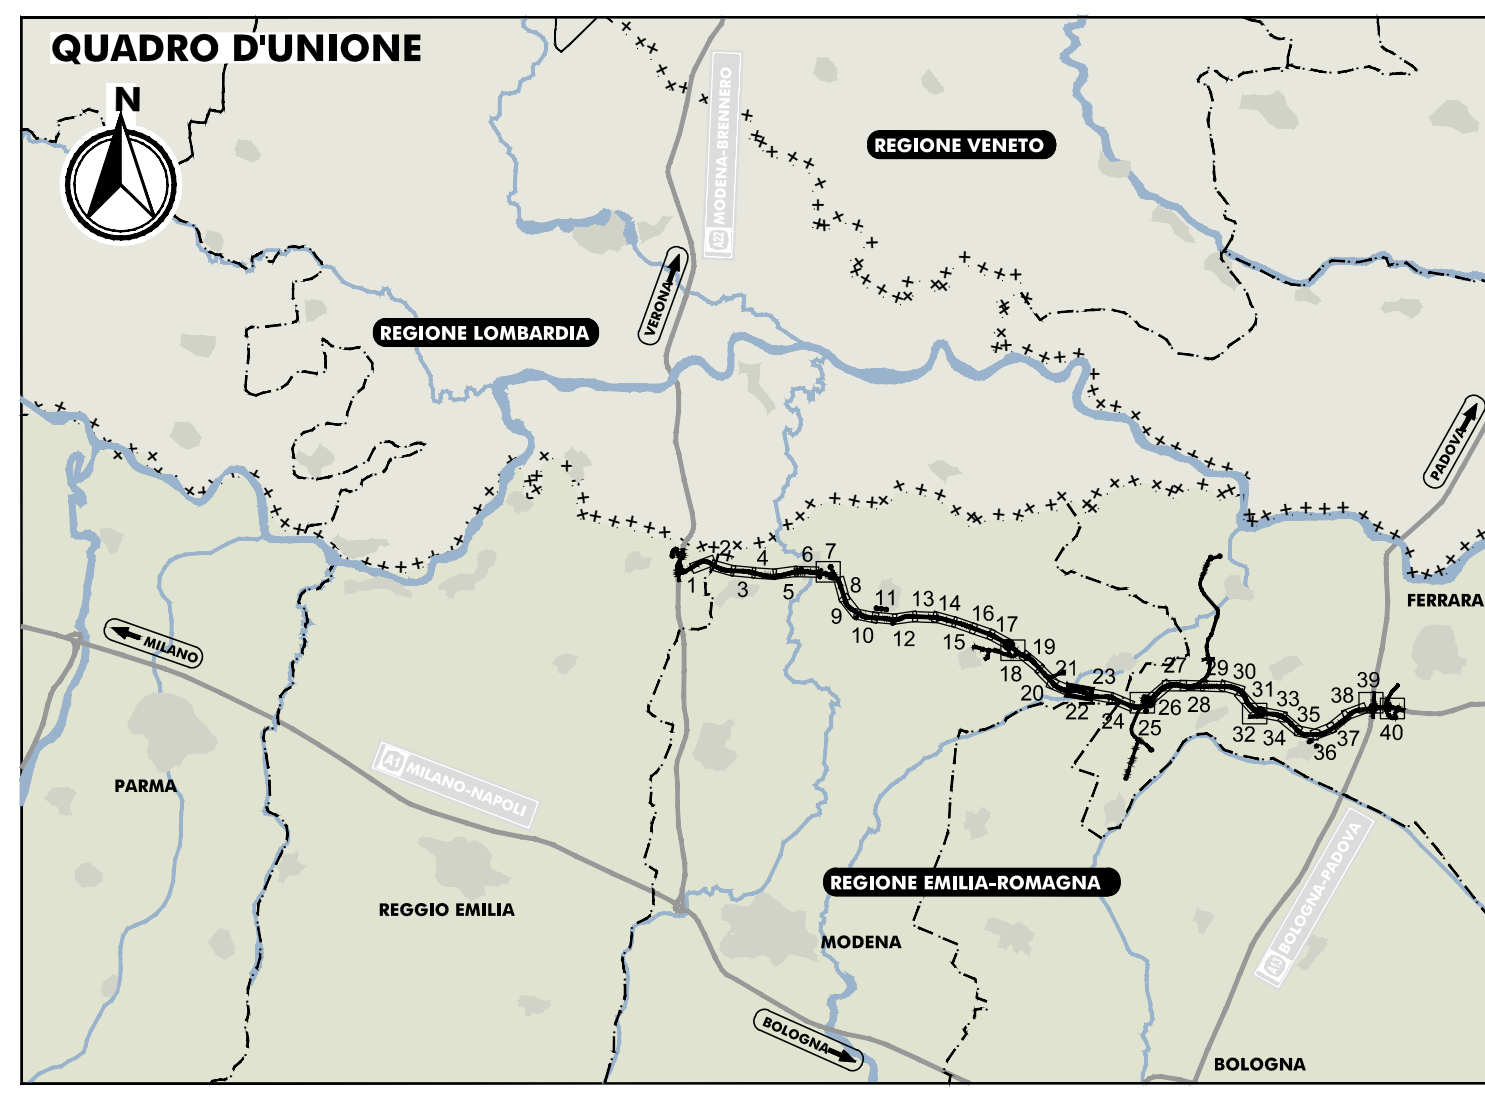 QUADRO D'UNIONE
N
A22 MODENA-BRENNERO
REGIONE VENETO
VERONA
REGIONE LOMBARDIA
PADOVA
FERRARA
MILANO
1
2
3
4
5
6
7
8
9
10
11
12
13
14
15
16
17
18
19
20
21
22
23
24
25
26
27
28
29
30
31
32
33
34
35
36
37
38
39
40
PARMA
A1 MILANO-NAPOLI
REGGIO EMILIA
REGIONE EMILIA-ROMAGNA
MODENA
A13 BOLOGNA-PADOVA
BOLOGNA
BOLOGNA